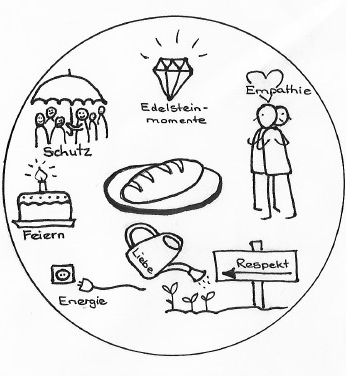 Edelstein-
momente
Empathie
Schutz
Feiern
Liebe
Respekt
Energie